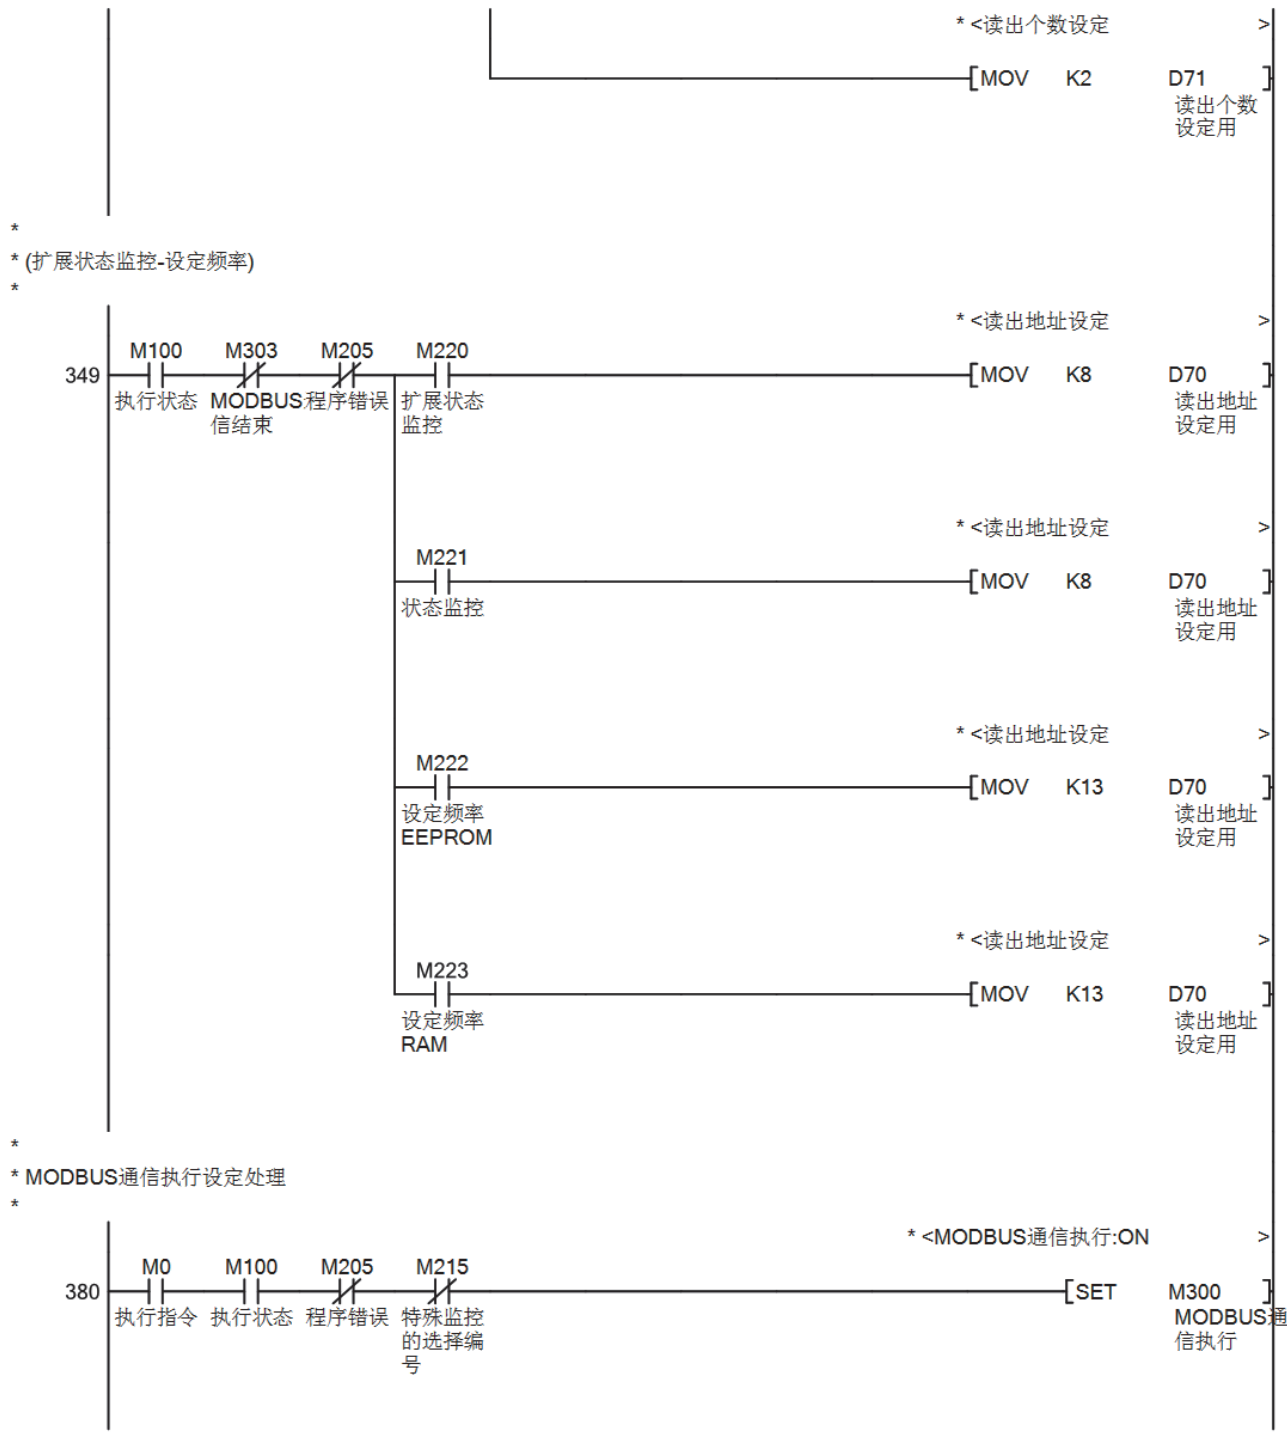 * <读出个数设定 >
[MOV K2 D71 ]
读出个数
设定用
*
* (扩展状态监控-设定频率)
*
* <读出地址设定 >
M100 M303 M205 M220
349 [MOV K8 D70 ]
执行状态 MODBUS 程序错误 扩展状态 读出地址
信结束 监控 设定用
* <读出地址设定 >
M221
[MOV K8 D70 ]
状态监控 读出地址
设定用
* <读出地址设定 >
M222
[MOV K13 D70 ]
设定频率 读出地址
EEPROM 设定用
* <读出地址设定 >
M223
[MOV K13 D70 ]
设定频率 读出地址
RAM 设定用
*
* MODBUS通信执行设定处理
*
* <MODBUS通信执行:ON >
M0 M100 M205 M215
380 [SET M300 ]
执行指令 执行状态 程序错误 特殊监控 MODBUS通
的选择编 信执行
号